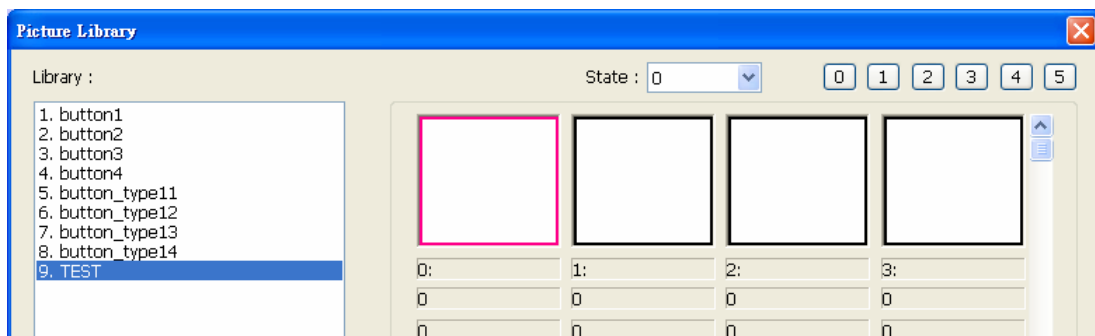 Picture Library
Library :
State : 0
0 1 2 3 4 5
1. button1
2. button2
3. button3
4. button4
5. button_type11
6. button_type12
7. button_type13
8. button_type14
9. TEST
0: 1: 2: 3:
0 0 0 0
0 0 0 0